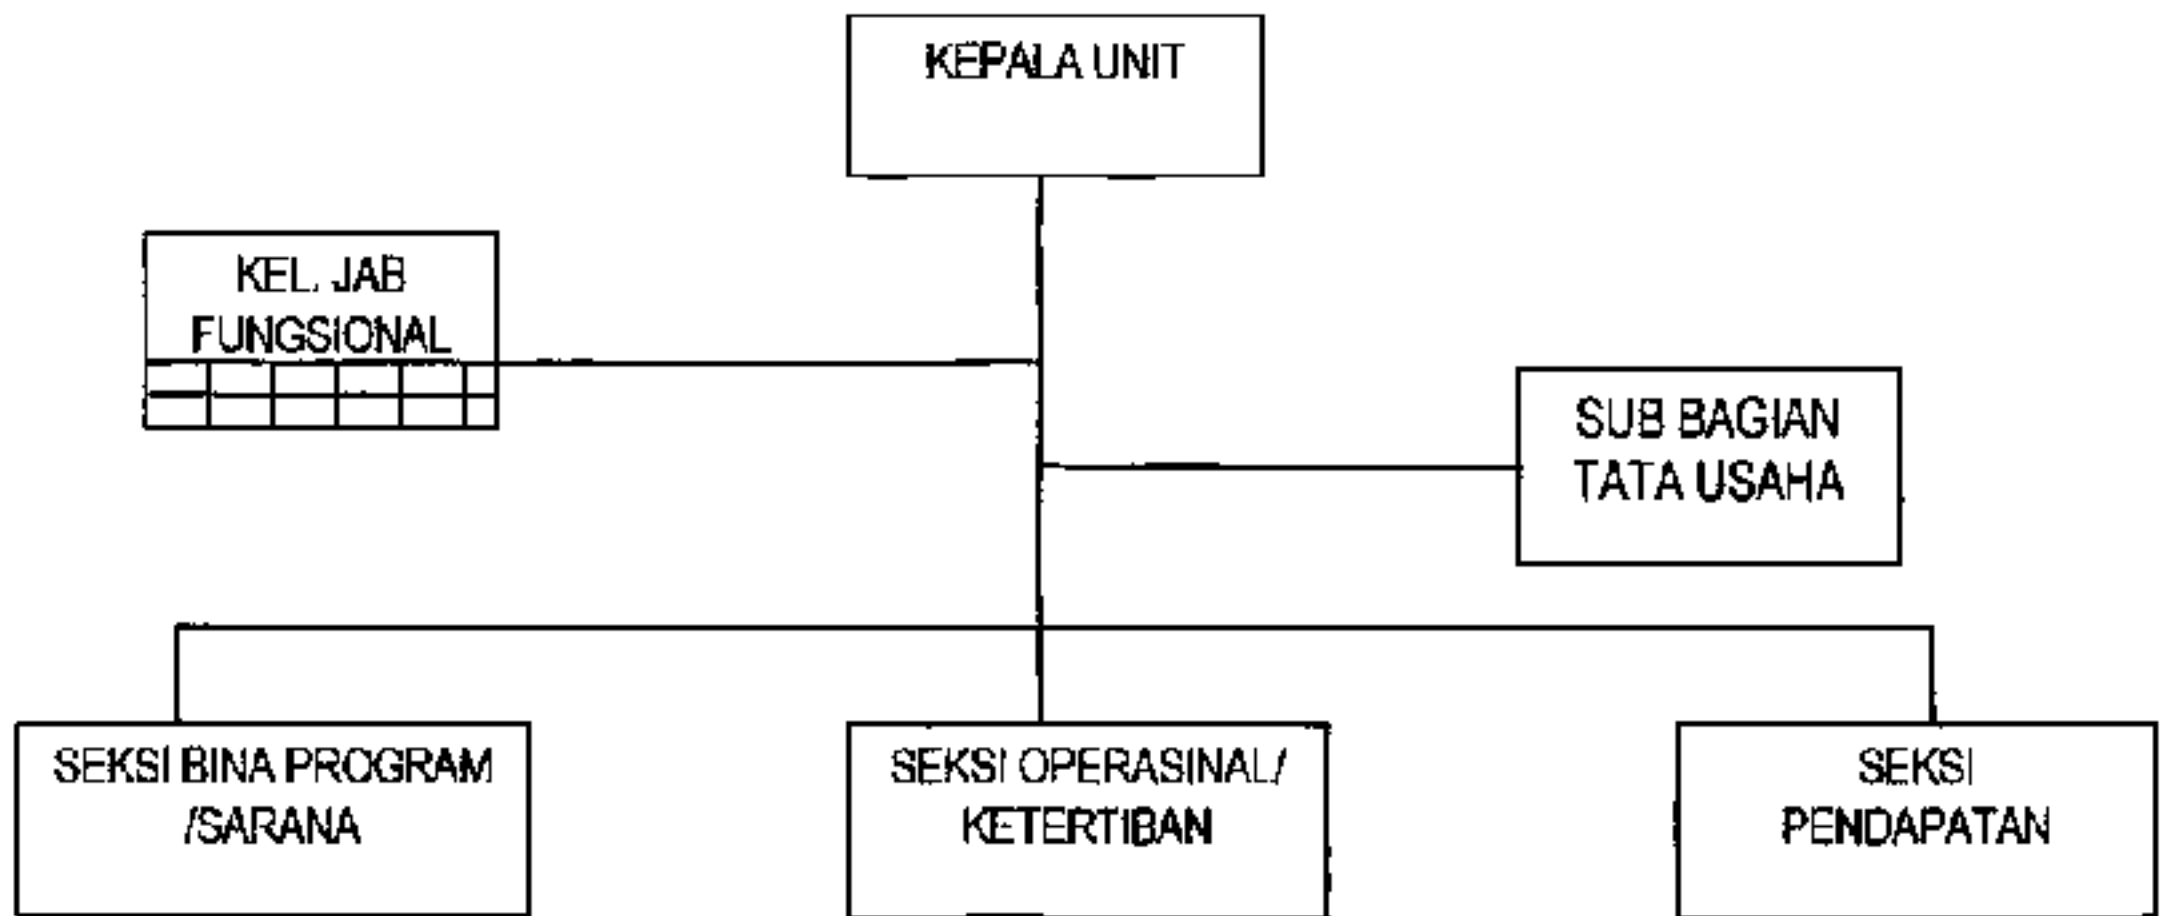 KEPALA UNIT
KEL. JAB
FUNGSIONAL
SUB BAGIAN
TATA USAHA
SEKSI BINA PROGRAM
/SARANA
SEKSI OPERASINAL/
KETERTIBAN
SEKSI
PENDAPATAN